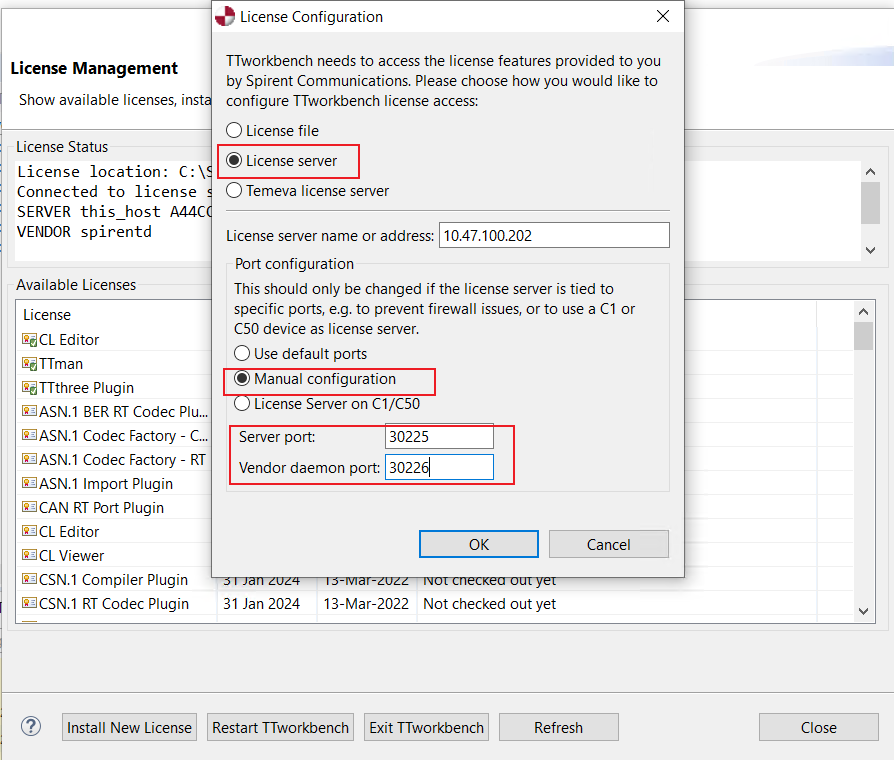 License Configuration
TTworkbench needs to access the license features provided to you
by Spirent Communications. Please choose how you would like to
configure TTworkbench license access:
License file
License server
Temeva license server
License server name or address: 10.47.100.202
Port configuration
This should only be changed if the license server is tied to
specific ports, e.g. to prevent firewall issues, or to use a C1 or
C50 device as license server.
Use default ports
Manual configuration
License Server on C1/C50
Server port: 30225
Vendor daemon port: 30226
OK Cancel
License Management
Show available licenses, insta
License Status
License location: C:\S
Connected to license s
SERVER this_host A44CC
VENDOR spirentd
Available Licenses
License
CL Editor
TTman
TTthree Plugin
ASN.1 BER RT Codec Plu...
ASN.1 Codec Factory - C...
ASN.1 Codec Factory - RT
ASN.1 Import Plugin
CAN RT Port Plugin
CL Editor
CL Viewer
CSN.1 Compiler Plugin 31 Jan 2024 13-Mar-2022 Not checked out yet
CSN.1 RT Codec Plugin 31 Jan 2024 13-Mar-2022 Not checked out yet
? Install New License Restart TTworkbench Exit TTworkbench Refresh Close